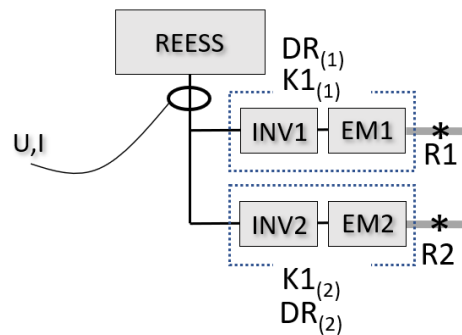 REESS
DR(1)
K1(1)
U,I
INV1
EM1
R1
INV2
EM2
R2
K1(2)
DR(2)